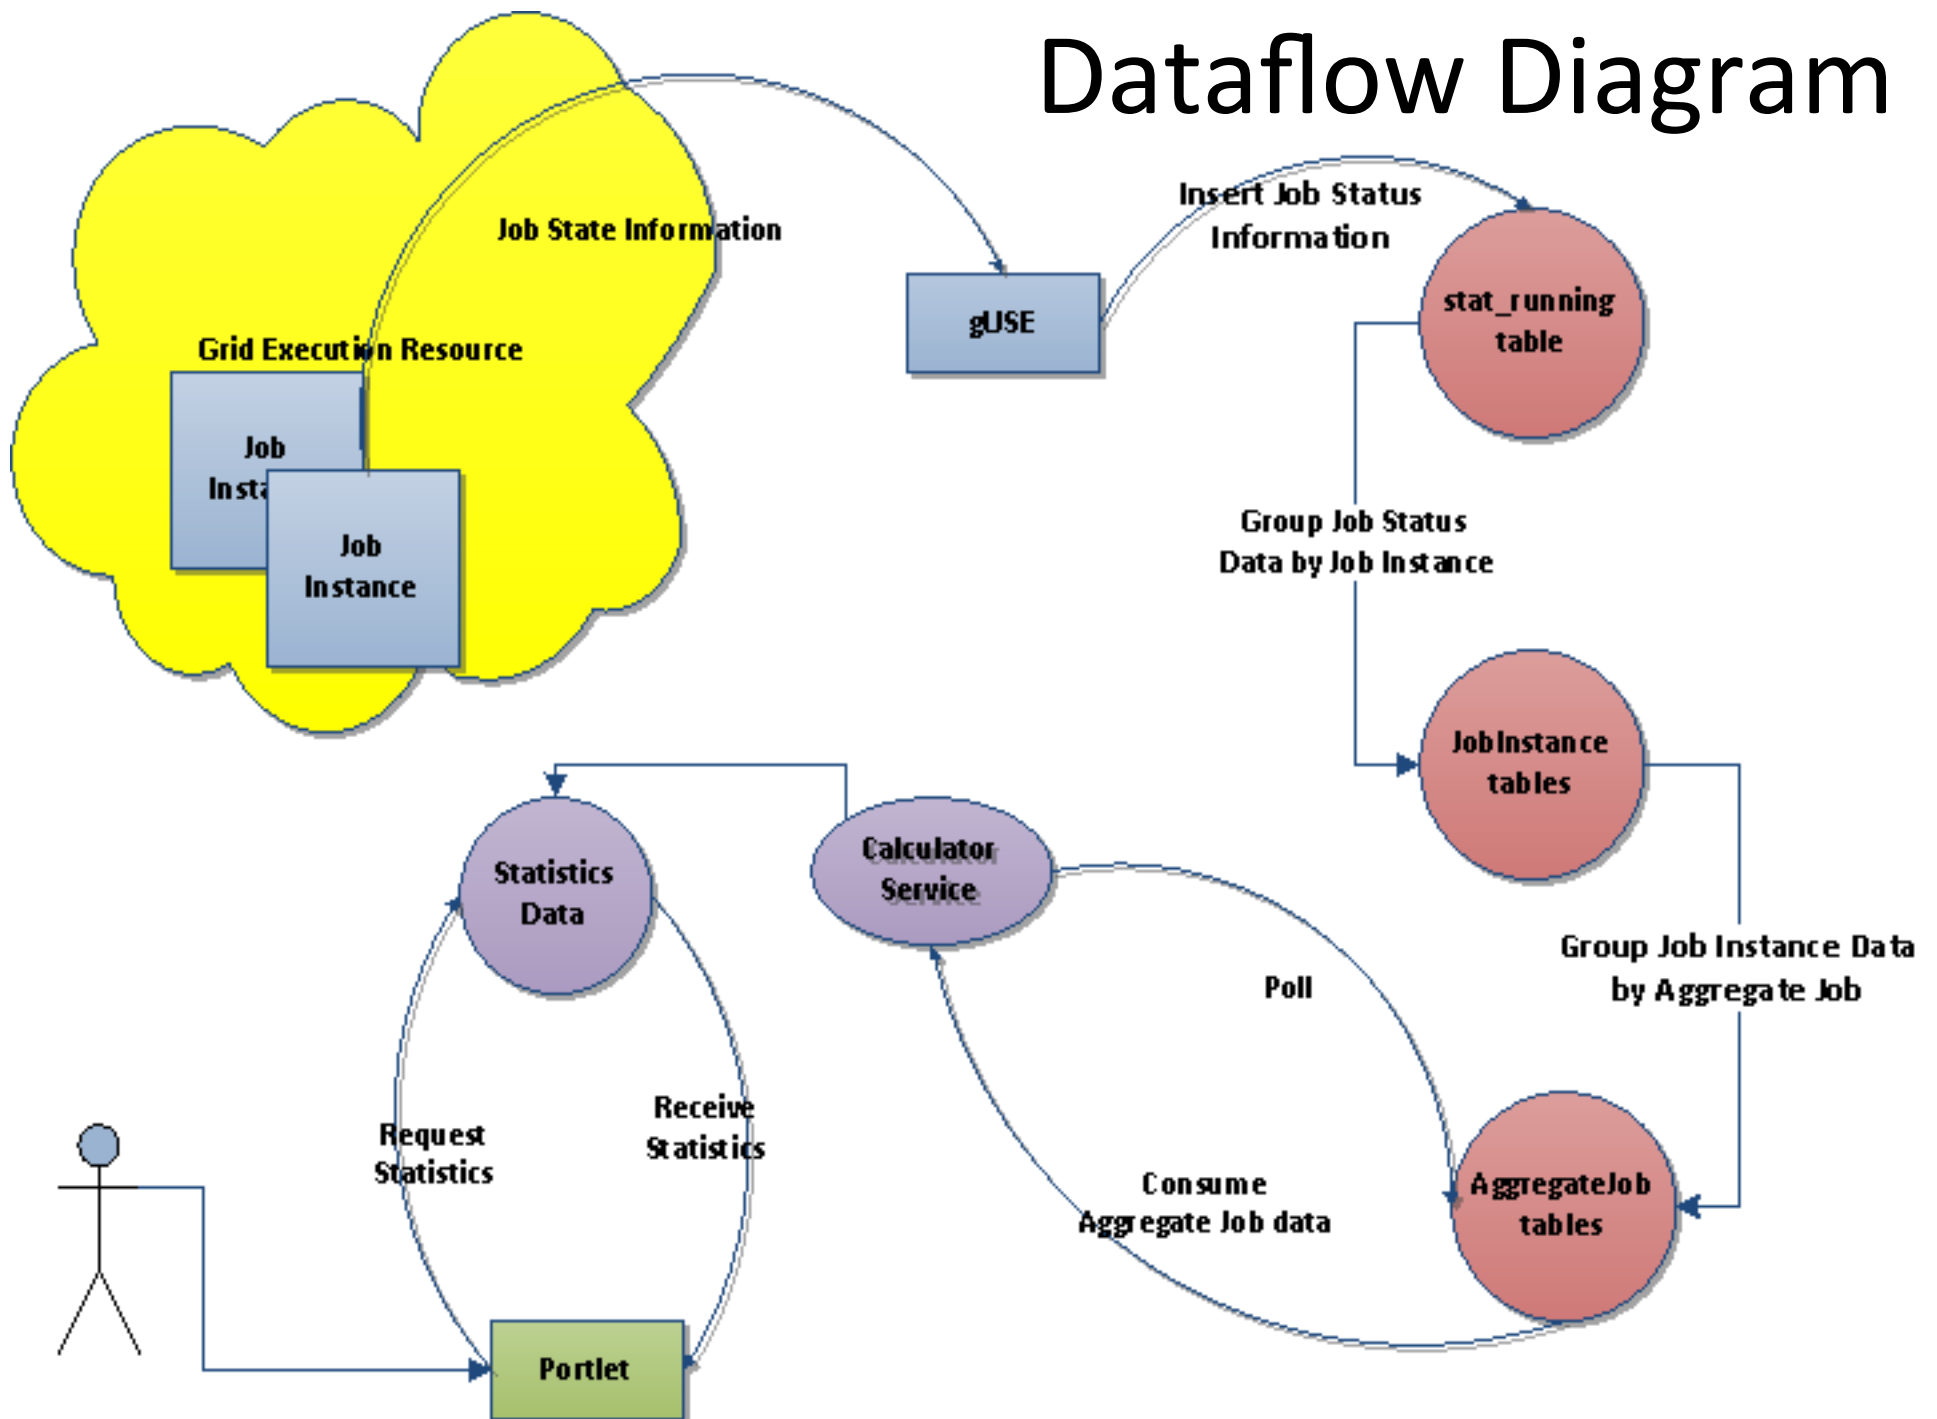 Dataflow Diagram
Insert Job Status
Information
Job State Information
gUSE
stat_running
table
Grid Execution Resource
Job
Insta
Job
Instance
Group Job Status
Data by Job Instance
JobInstance
tables
Calculator
Service
Statistics
Data
Group Job Instance Data
by Aggregate Job
Poll
Receive
Statistics
Request
Statistics
Consume
Aggregate Job data
AggregateJob
tables
Portlet